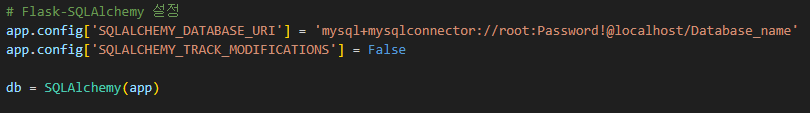 # Flask-SQLAlchemy 설정
app.config['SQLALCHEMY_DATABASE_URI'] = 'mysql+mysqlconnector://root:Password!@localhost/Database_name'
app.config['SQLALCHEMY_TRACK_MODIFICATIONS'] = False
db = SQLAlchemy(app)